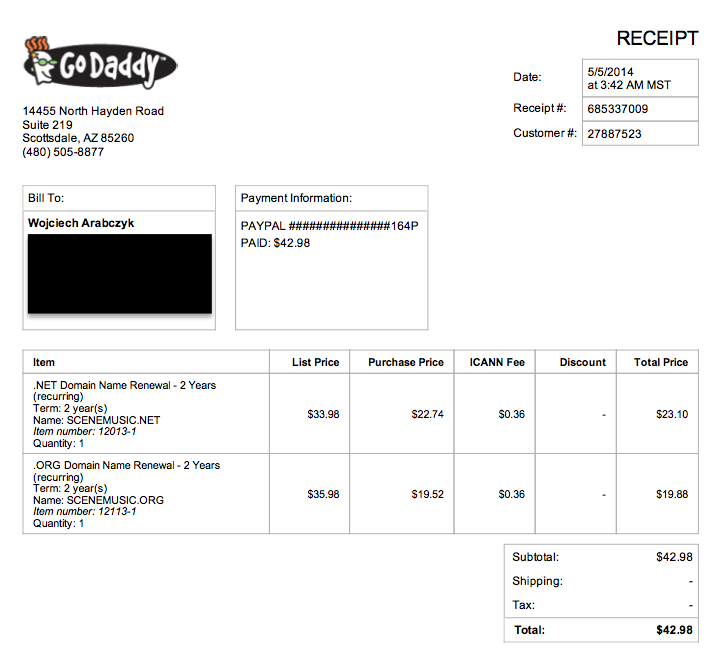 RECEIPT
Go Daddy™
Date:
5/5/2014
at 3:42 AM MST
Receipt #:
685337009
Customer #:
27887523
14455 North Hayden Road
Suite 219
Scottsdale, AZ 85260
(480) 505-8877
Bill To:
Wojciech Arabczyk
Payment Information:
PAYPAL ###############164P
PAID: $42.98
Item List Price Purchase Price ICANN Fee Discount Total Price
.NET Domain Name Renewal - 2 Years
(recurring)
Term: 2 year(s)
Name: SCENEMUSIC.NET
Item number: 12013-1
Quantity: 1
$33.98 $22.74 $0.36 - $23.10
.ORG Domain Name Renewal - 2 Years
(recurring)
Term: 2 year(s)
Name: SCENEMUSIC.ORG
Item number: 12113-1
Quantity: 1
$35.98 $19.52 $0.36 - $19.88
Subtotal: $42.98
Shipping: -
Tax: -
Total: $42.98